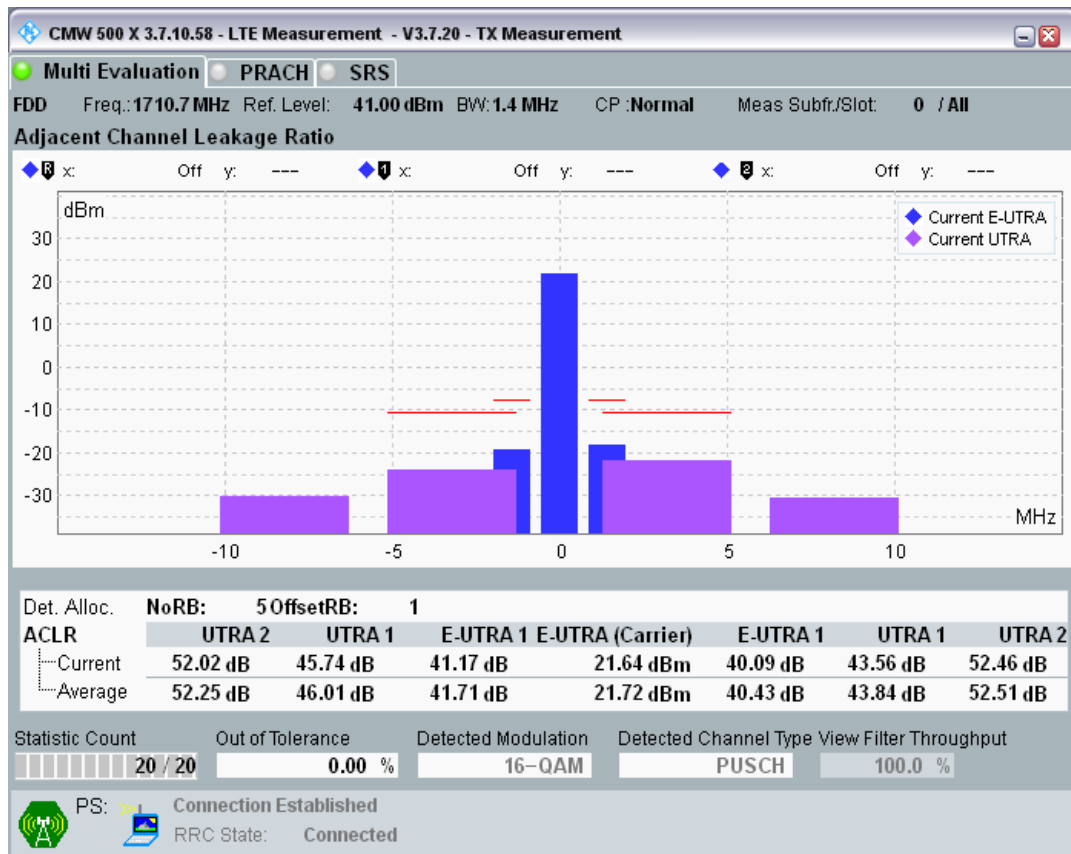 CMW 500 X 3.7.10.58 - LTE Measurement - V3.7.20 - TX Measurement
Multi Evaluation PRACH SRS
FDD Freq.:1710.7 MHz Ref. Level: 41.00 dBm BW:1.4 MHz CP :Normal Meas Subfr./Slot: 0 / All
Adjacent Channel Leakage Ratio
R x: Off y: --- 1 x: Off y: --- 2 x: Off y: ---
dBm
Current E-UTRA
Current UTRA
30
20
10
0
-10
-20
-30
MHz
-10 -5 0 5 10
Det. Alloc. NoRB: 5 OffsetRB: 1
ACLR UTRA 2 UTRA 1 E-UTRA 1 E-UTRA (Carrier) E-UTRA 1 UTRA 1 UTRA 2
Current 52.02 dB 45.74 dB 41.17 dB 21.64 dBm 40.09 dB 43.56 dB 52.46 dB
Average 52.25 dB 46.01 dB 41.71 dB 21.72 dBm 40.43 dB 43.84 dB 52.51 dB
Statistic Count Out of Tolerance Detected Modulation Detected Channel Type View Filter Throughput
20 / 20 0.00 % 16-QAM PUSCH 100.0 %
PS: Connection Established
RRC State: Connected